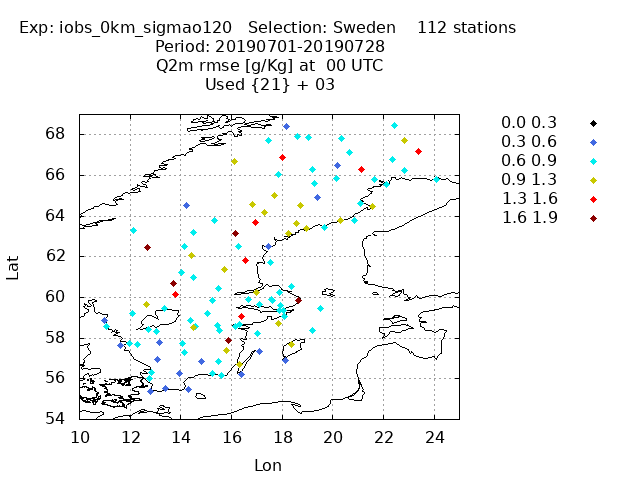 Exp: iobs_0km_sigmao120 Selection: Sweden 112 stations
Period: 20190701-20190728
Q2m rmse [g/Kg] at 00 UTC
Used {21} + 03
68
66
64
62
60
58
56
54
10 12 14 16 18 20 22 24
Lat
Lon
0.0 0.3
0.3 0.6
0.6 0.9
0.9 1.3
1.3 1.6
1.6 1.9